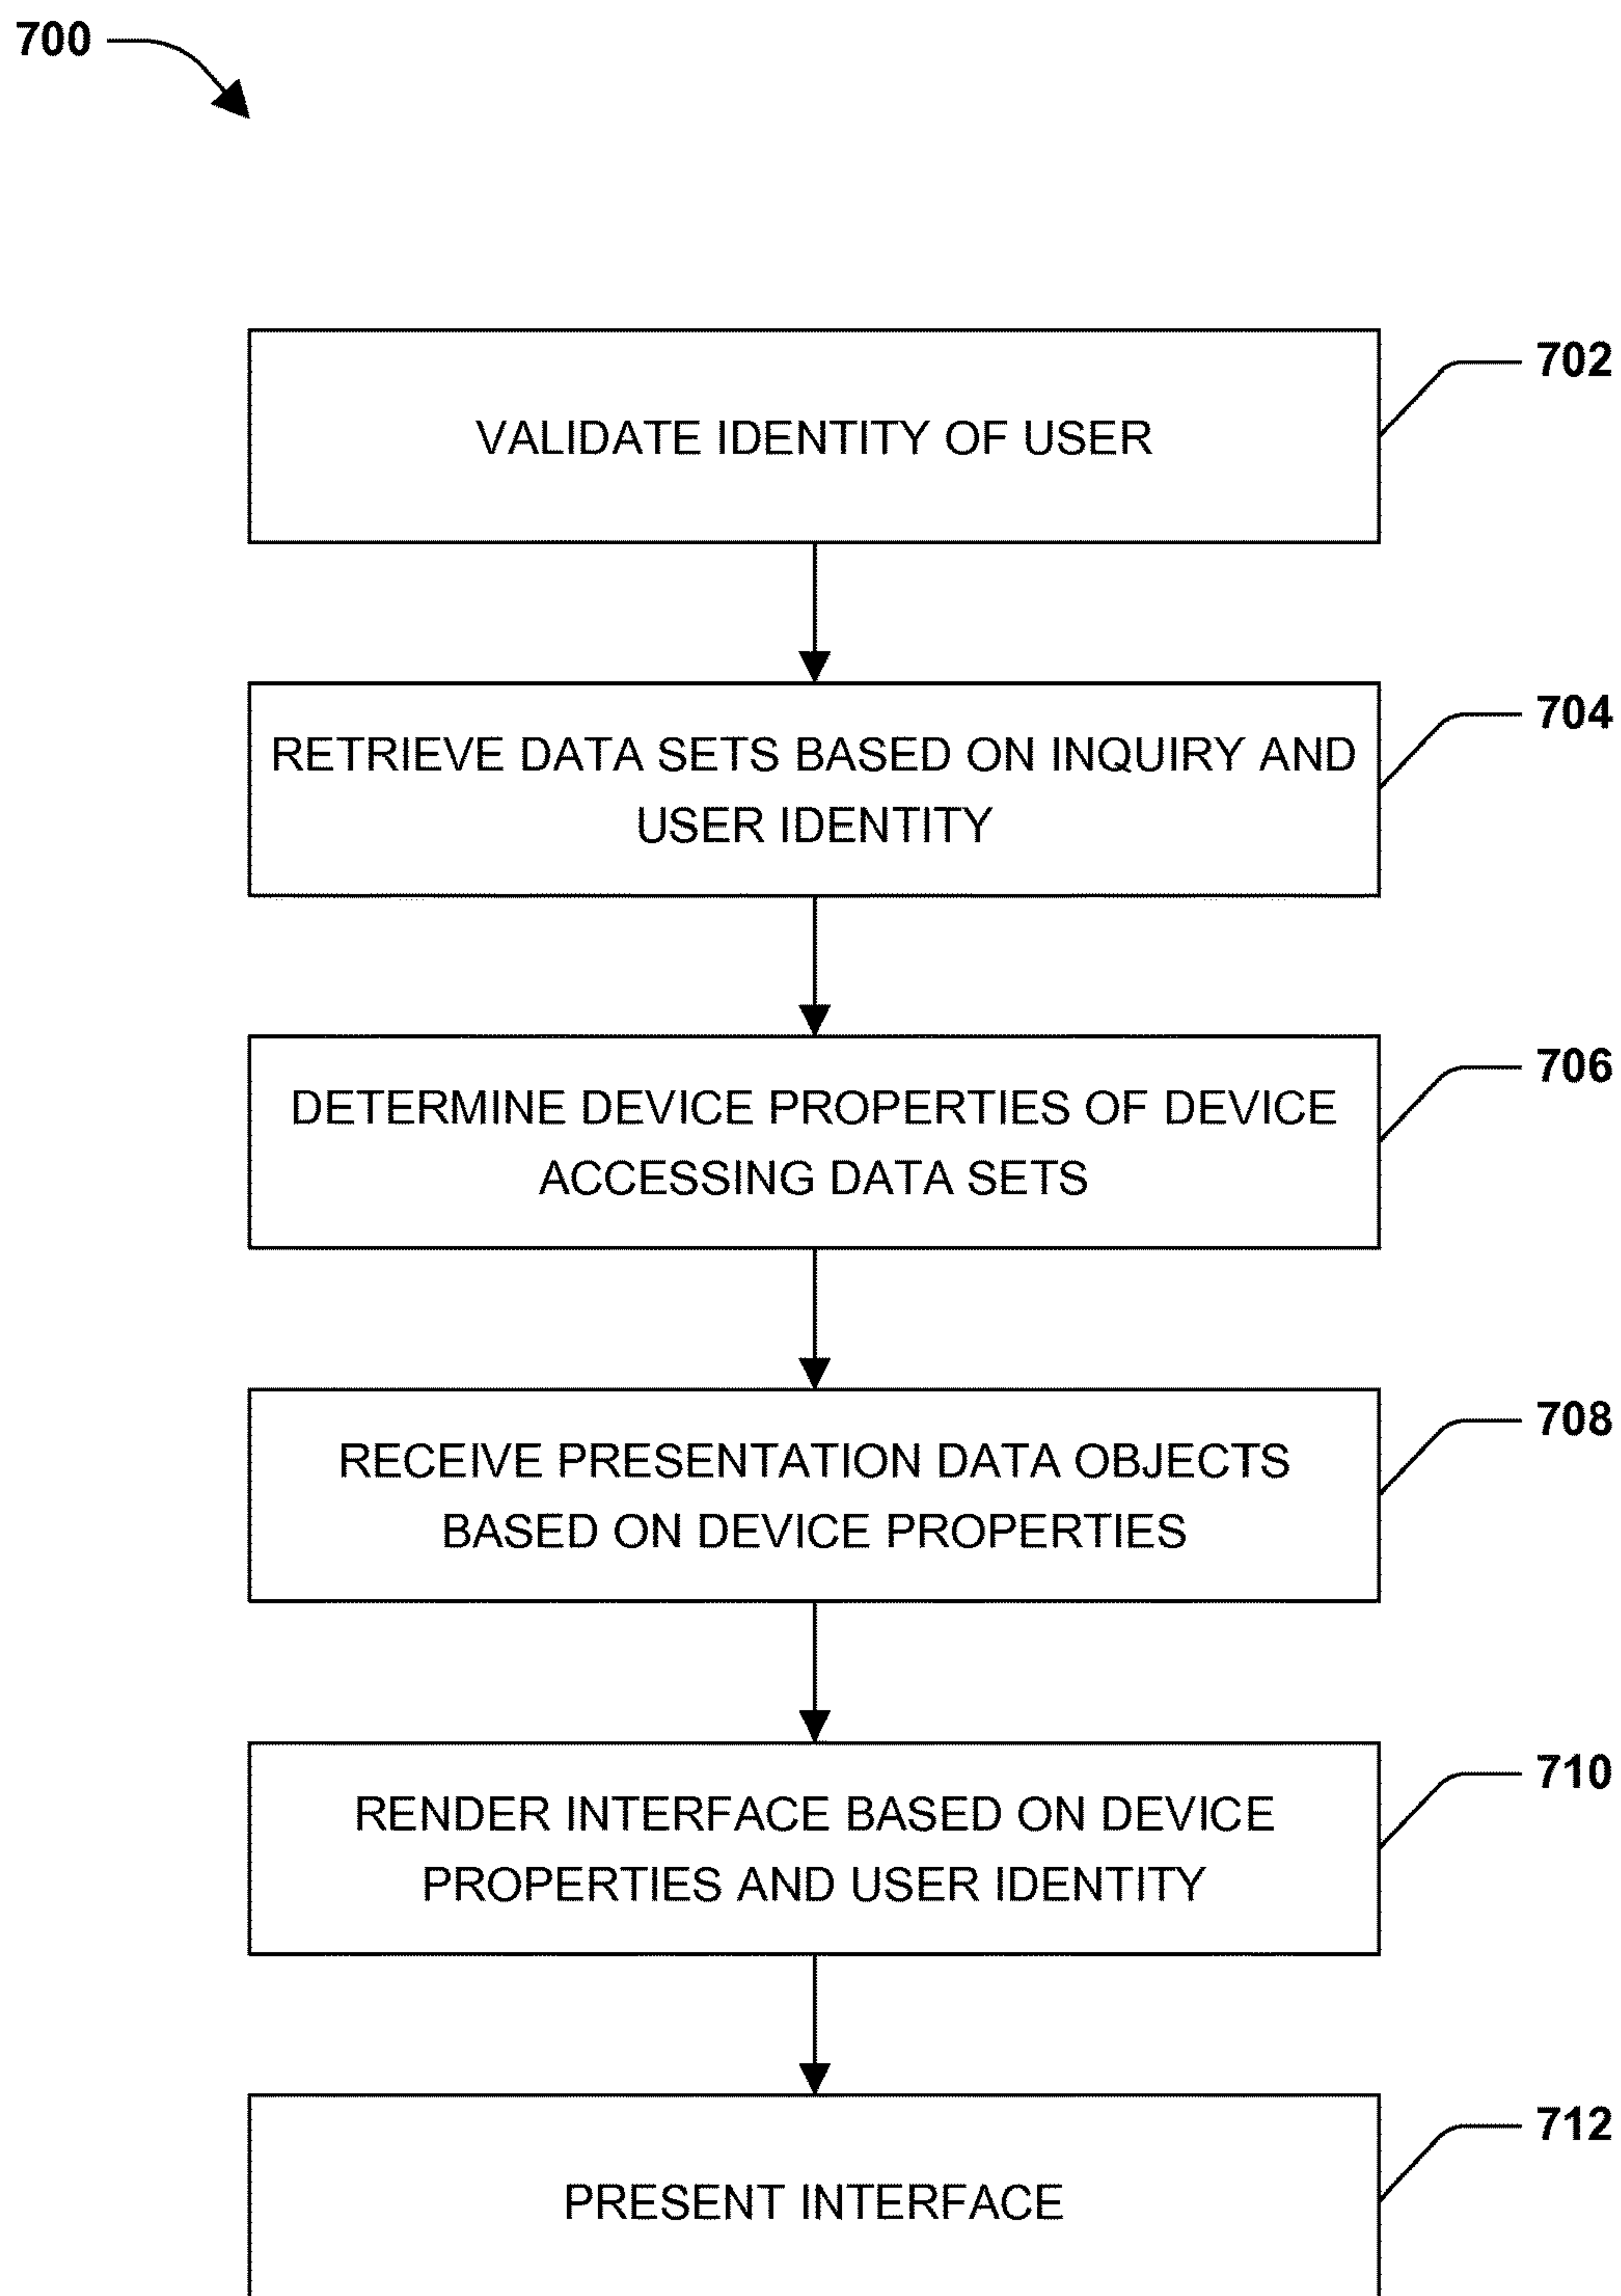 700
702
VALIDATE IDENTITY OF USER
704
RETRIEVE DATA SETS BASED ON INQUIRY AND
USER IDENTITY
706
DETERMINE DEVICE PROPERTIES OF DEVICE
ACCESSING DATA SETS
708
RECEIVE PRESENTATION DATA OBJECTS
BASED ON DEVICE PROPERTIES
710
RENDER INTERFACE BASED ON DEVICE
PROPERTIES AND USER IDENTITY
712
PRESENT INTERFACE